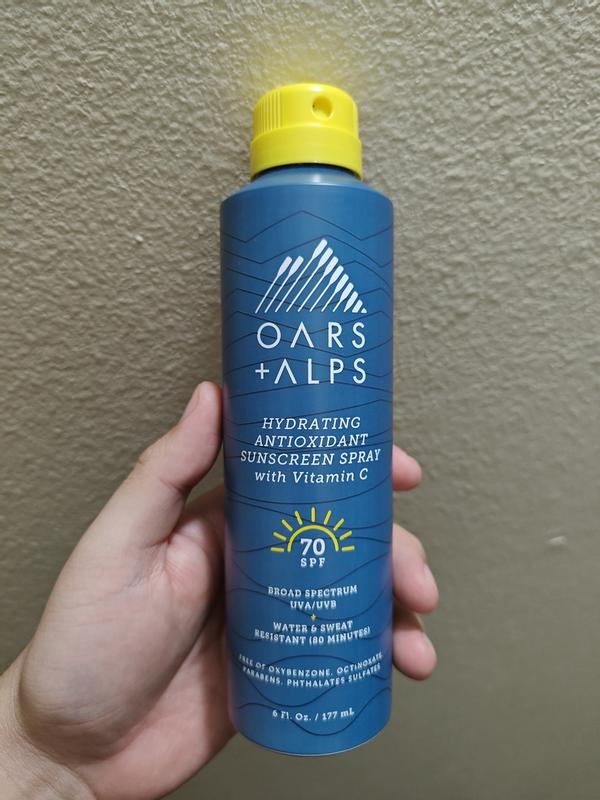 OARS
+ALPS
HYDRATING
ANTIOXIDANT
SUNSCREEN SPRAY
with Vitamin C
70
SPF
BROAD SPECTRUM
UVA/UVB
WATER & SWEAT
RESISTANT (80 MINUTES)
FREE OF OXYBENZONE, OCTINOXATE,
PARABENS, PHTHALATES SULFATES
6 Fl. Oz. / 177 mL